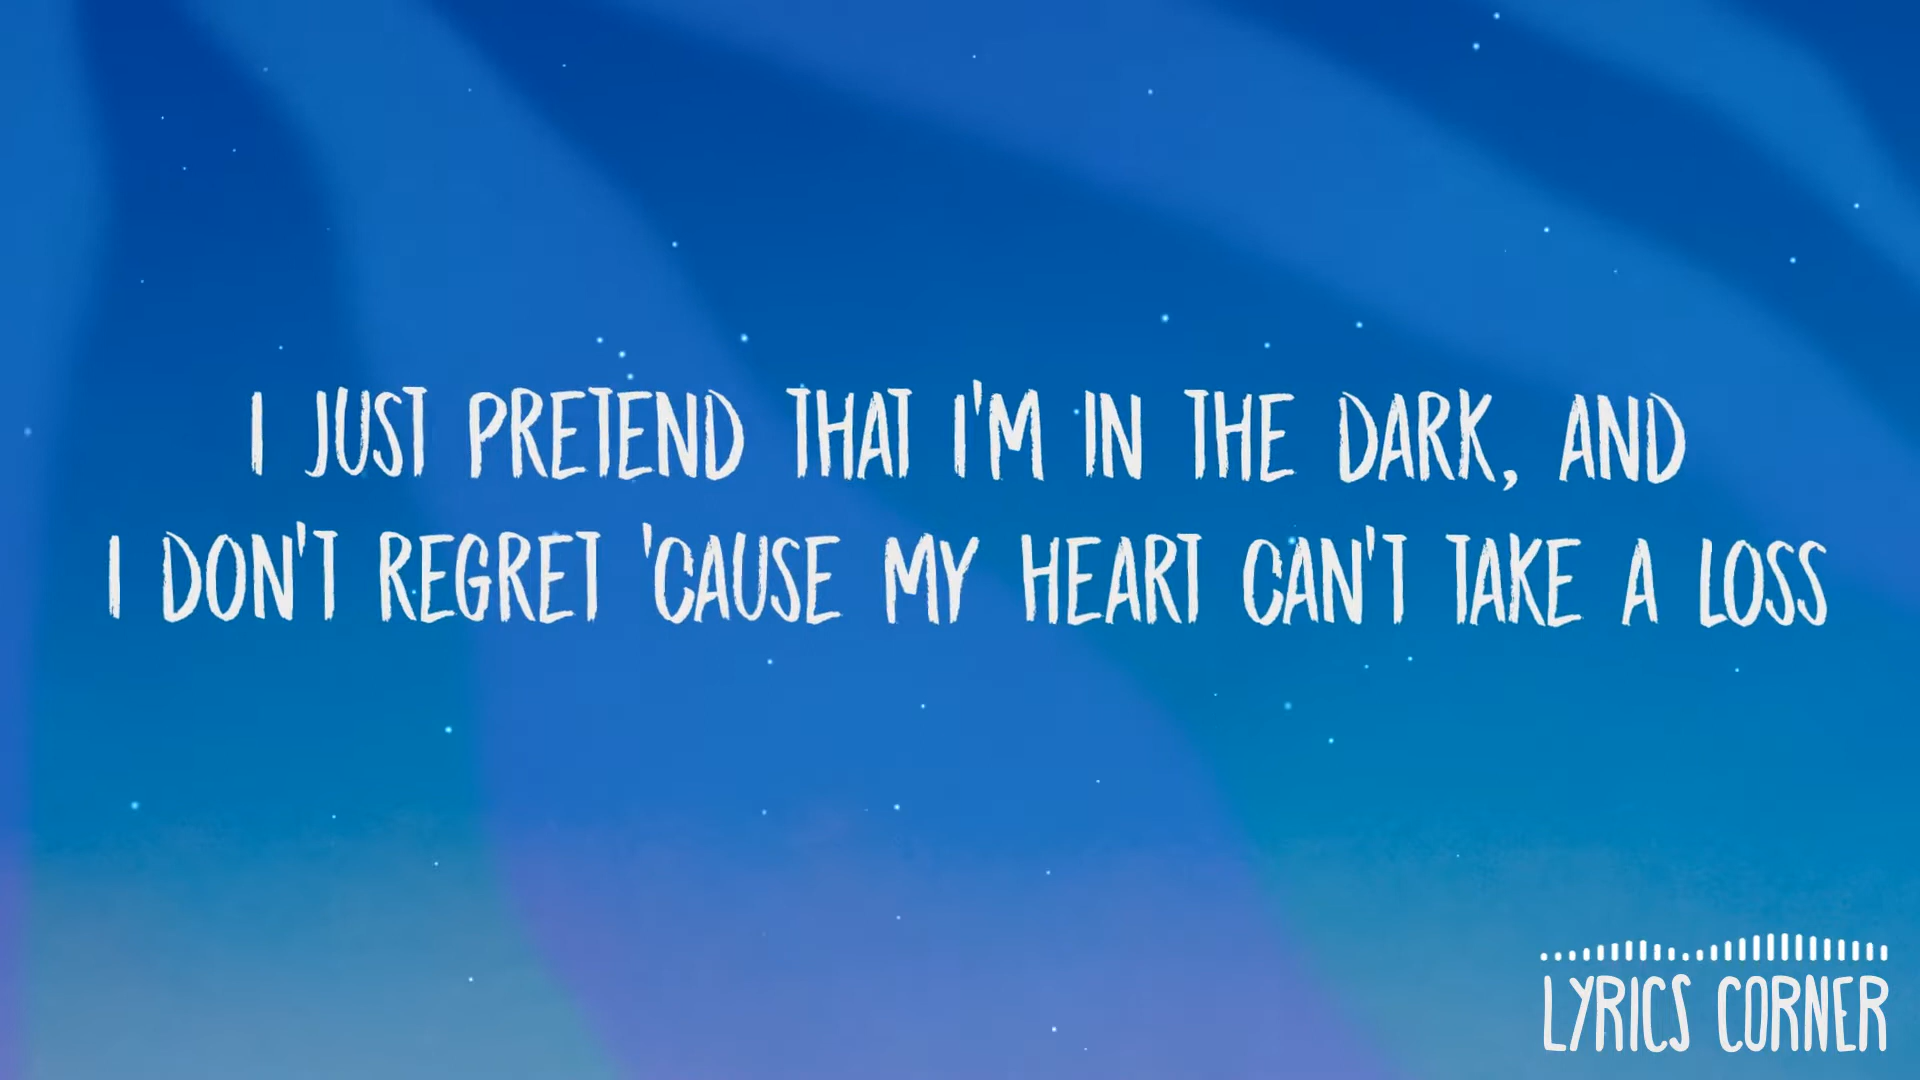 I JUST PRETEND THAT I'M IN THE DARK, AND
I DON'T REGRET 'CAUSE MY HEART CAN'T TAKE A LOSS
LYRICS CORNER